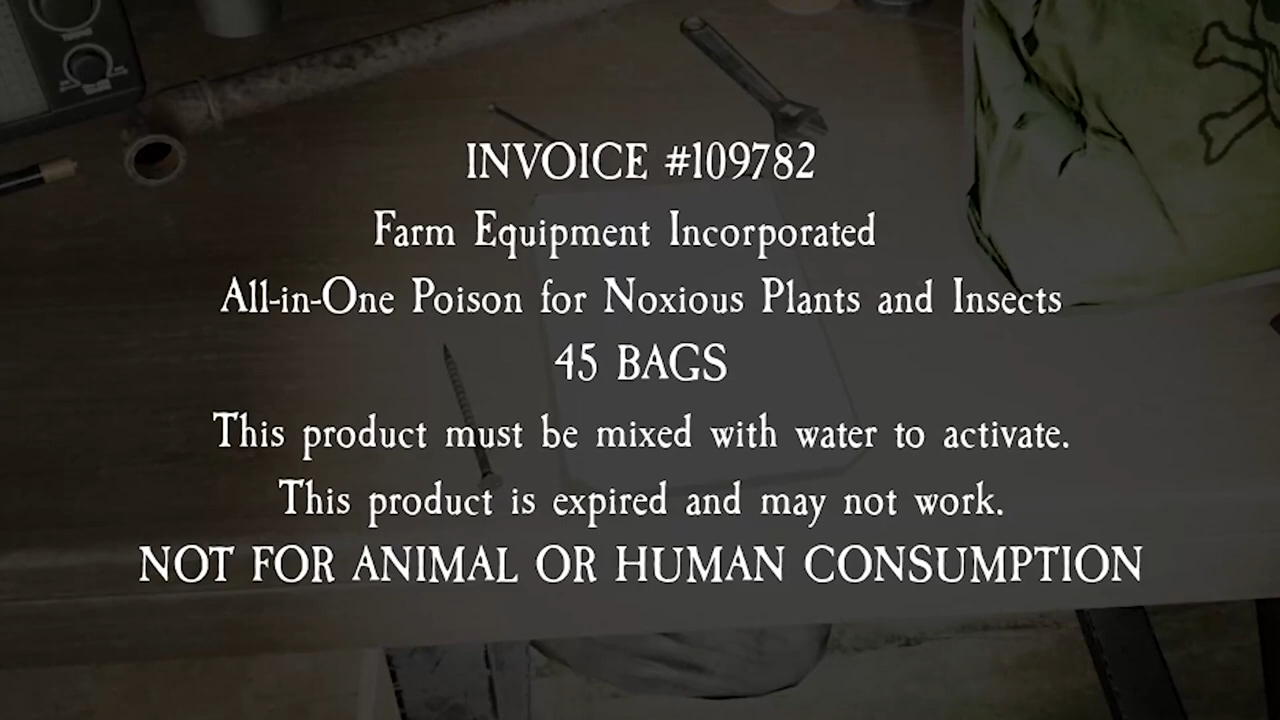 INVOICE #109782
Farm Equipment Incorporated
All-in-One Poison for Noxious Plants and Insects
45 BAGS
This product must be mixed with water to activate.
This product is expired and may not work.
NOT FOR ANIMAL OR HUMAN CONSUMPTION